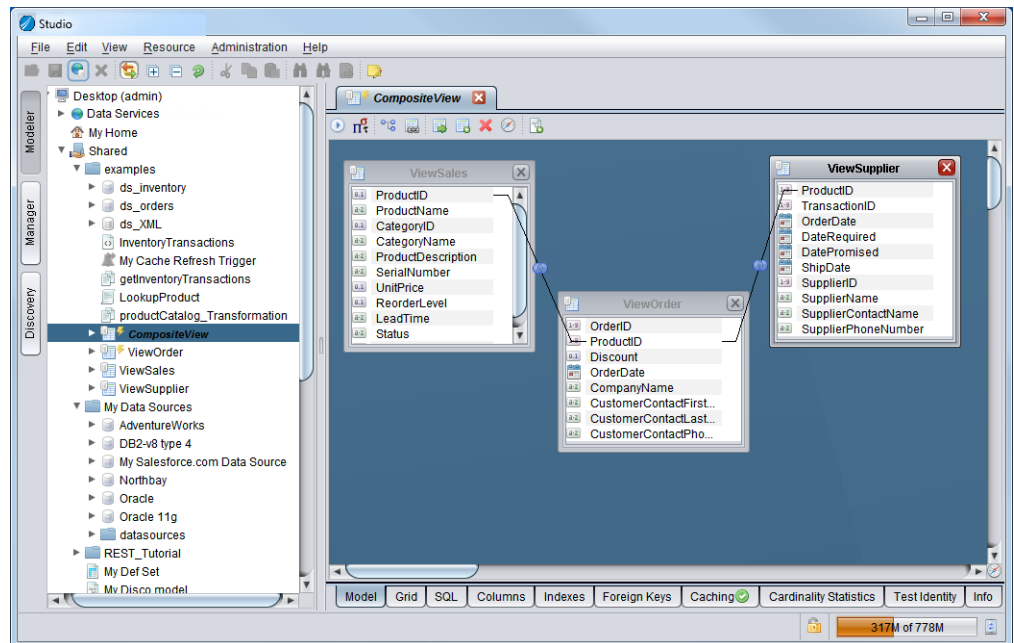 Studio
File Edit View Resource Administration Help
Modeler
Manager
Discovery
Desktop (admin)
Data Services
My Home
Shared
examples
ds_inventory
ds_orders
ds_XML
InventoryTransactions
My Cache Refresh Trigger
getInventoryTransactions
LookupProduct
productCatalog_Transformation
CompositeView
ViewOrder
ViewSales
ViewSupplier
My Data Sources
AdventureWorks
DB2-v8 type 4
My Salesforce.com Data Source
Northbay
Oracle
Oracle 11g
datasources
REST_Tutorial
My Def Set
My Disco model
CompositeView
ViewSales
ProductID
ProductName
CategoryID
CategoryName
ProductDescription
SerialNumber
UnitPrice
ReorderLevel
LeadTime
Status
ViewOrder
OrderID
ProductID
Discount
OrderDate
CompanyName
CustomerContactFirst...
CustomerContactLast...
CustomerContactPho...
ViewSupplier
ProductID
TransactionID
OrderDate
DateRequired
DatePromised
ShipDate
SupplierID
SupplierName
SupplierContactName
SupplierPhoneNumber
Model Grid SQL Columns Indexes Foreign Keys Caching Cardinality Statistics Test Identity Info
317M of 778M